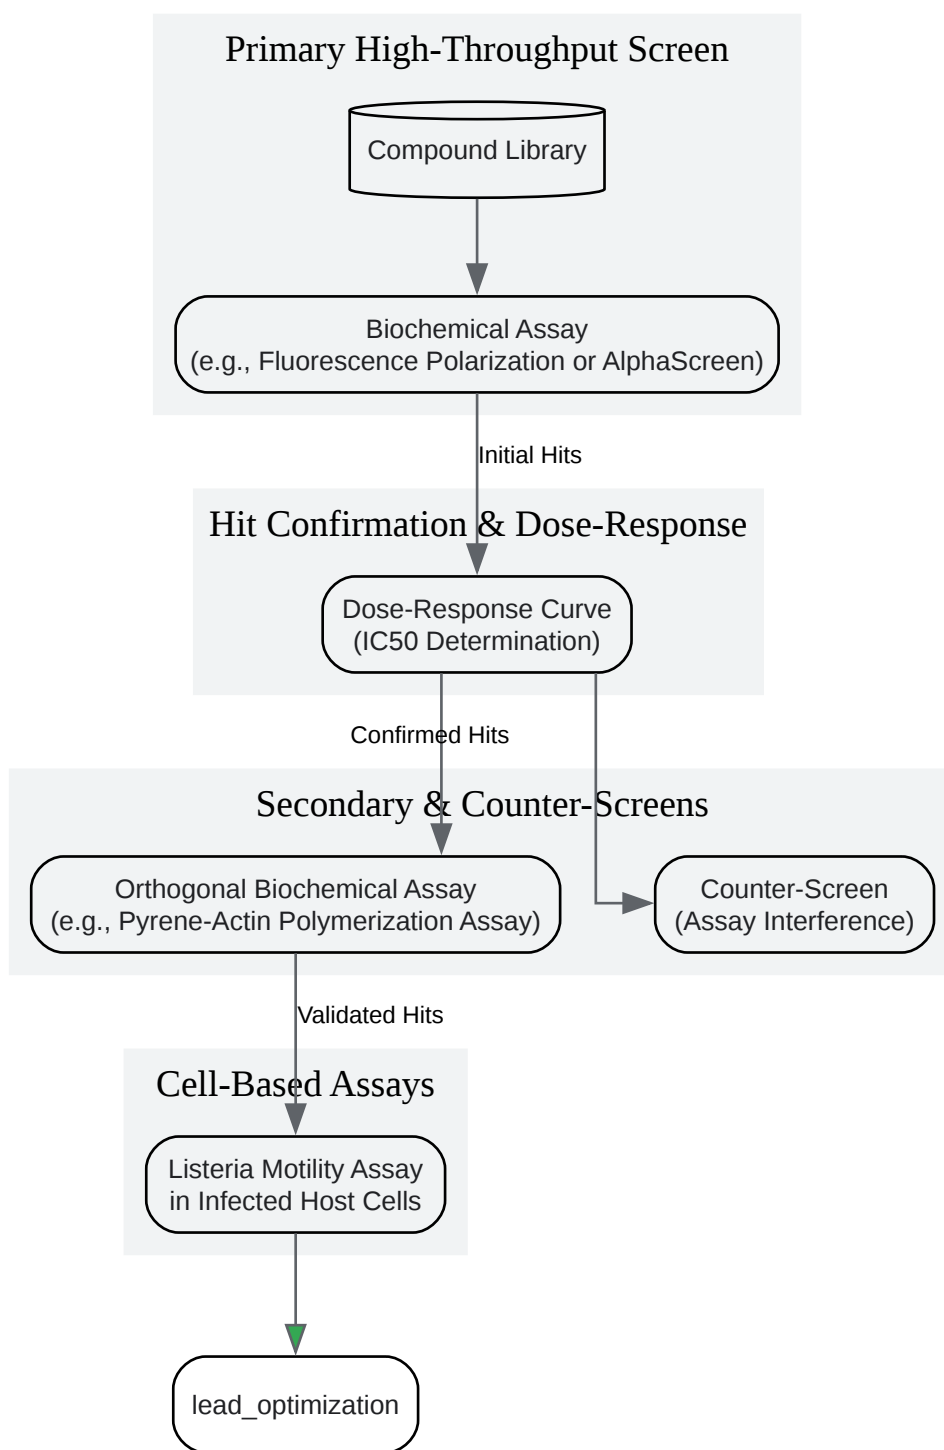 Primary High-Throughput Screen
Compound Library
Biochemical Assay
(e.g., Fluorescence Polarization or AlphaScreen)
Initial Hits
Hit Confirmation & Dose-Response
Dose-Response Curve
(IC50 Determination)
Confirmed Hits
Secondary & Counter-Screens
Orthogonal Biochemical Assay
(e.g., Pyrene-Actin Polymerization Assay)
Counter-Screen
(Assay Interference)
Validated Hits
Cell-Based Assays
Listeria Motility Assay
in Infected Host Cells
lead_optimization